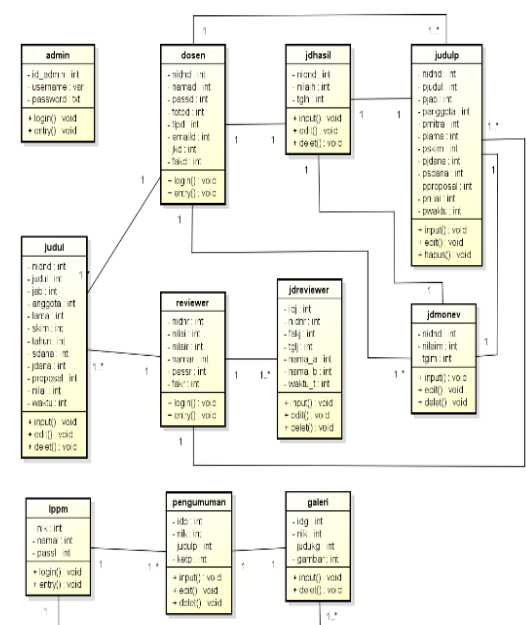 admin
- id_admin : int
- username : var
- password : txt
+ login() : void
+ entry() : void
dosen
- nidnd : int
- namad : int
- passd : int
- fotod : int
- tlpd : int
- emaild : int
- jkd : int
- fakd : int
+ login() : void
+ entry() : void
jdhasil
- nidnd : int
- nilaih : int
- tglh : int
+ input() : void
+ edit() : void
+ delet() : void
judulp
- nidnd : int
- pjudul : int
- pjab : int
- panggota : int
- pmitra : int
- plama : int
- pskim : int
- pjdana : int
- psdana : int
- pproposal : int
- pnilai : int
- pwaktu : int
+ input() : void
+ edit() : void
+ hapus() : void
judul
- nidnd : int
- judul : int
- jab : int
- anggota : int
- lama : int
- skim : int
- tahun : int
- sdana : int
- jdana : int
- proposal : int
- nilai : int
- waktu : int
+ input() : void
+ edit() : void
+ delet() : void
reviewer
- nidnr : int
- nilai : int
- nilair : int
- namar : int
- passr : int
- fakr : int
+ login() : void
+ entry() : void
jdreviewer
- idj : int
- nidnr : int
- fakj : int
- tglj : int
- nama_a : int
- nama_b : int
- waktu_t : int
+ input() : void
+ edit() : void
+ delet() : void
jdmonev
- nidnd : int
- nilaim : int
- tglm : int
+ input() : void
+ edit() : void
+ delet() : void
lppm
nik : int
- namal : int
- passl : int
+ login() : void
+ entry() : void
pengumuman
- idp : int
- nik : int
judulp : int
- ketp : int
+ input() : void
+ edit() : void
+ delet() : void
galeri
- idg : int
- nik : int
judulkg : int
- gambar : int
+ input() : void
+ delet() : void
1
1..*
1
1
1
1
1..*
1
1
1
1
1
1
1
1..*
1
1
1..*
1..*
1
1
1..*
1
1
1
1..*